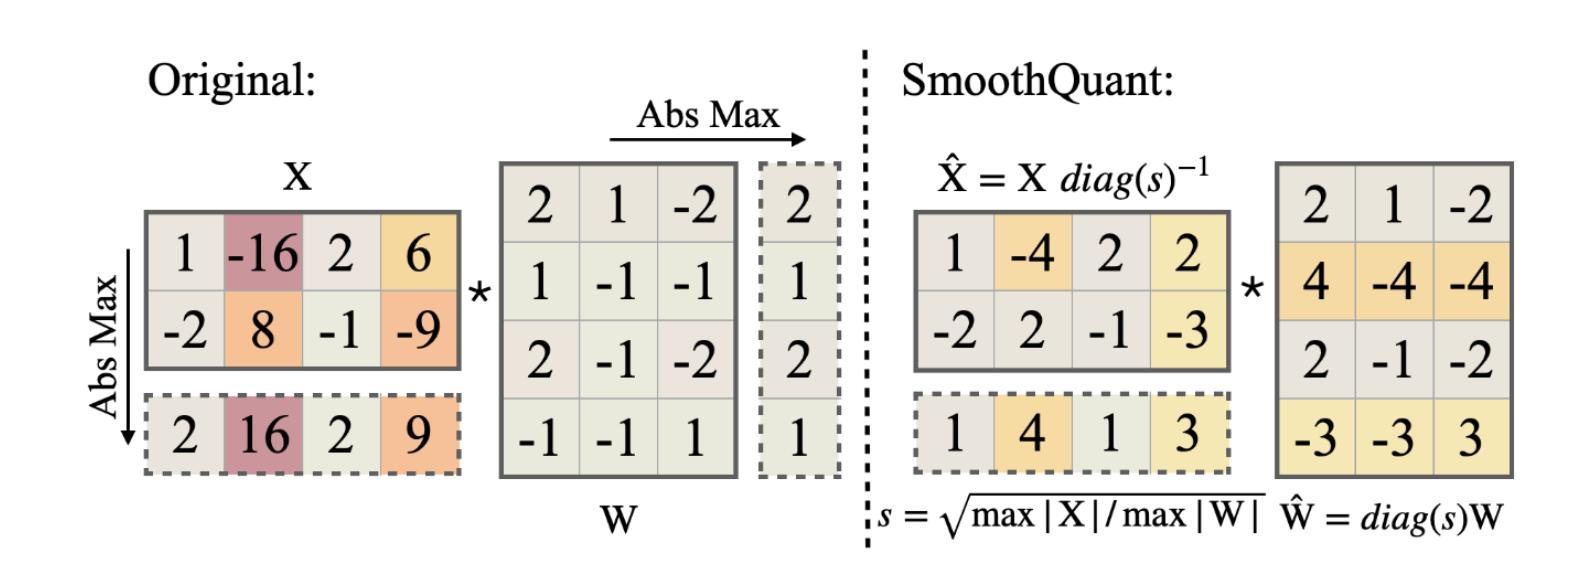 Original:
Abs Max
X
1 -16 2 6
-2 8 -1 -9
Abs Max
2 16 2 9
*
2 1 -2
1 -1 -1
2 -1 -2
-1 -1 1
W
2
1
2
1
SmoothQuant:
X̂ = X diag(s)⁻¹
1 -4 2 2
-2 2 -1 -3
1 4 1 3
s = √max |X| / max |W|
*
2 1 -2
4 -4 -4
2 -1 -2
-3 -3 3
Ŵ = diag(s)W